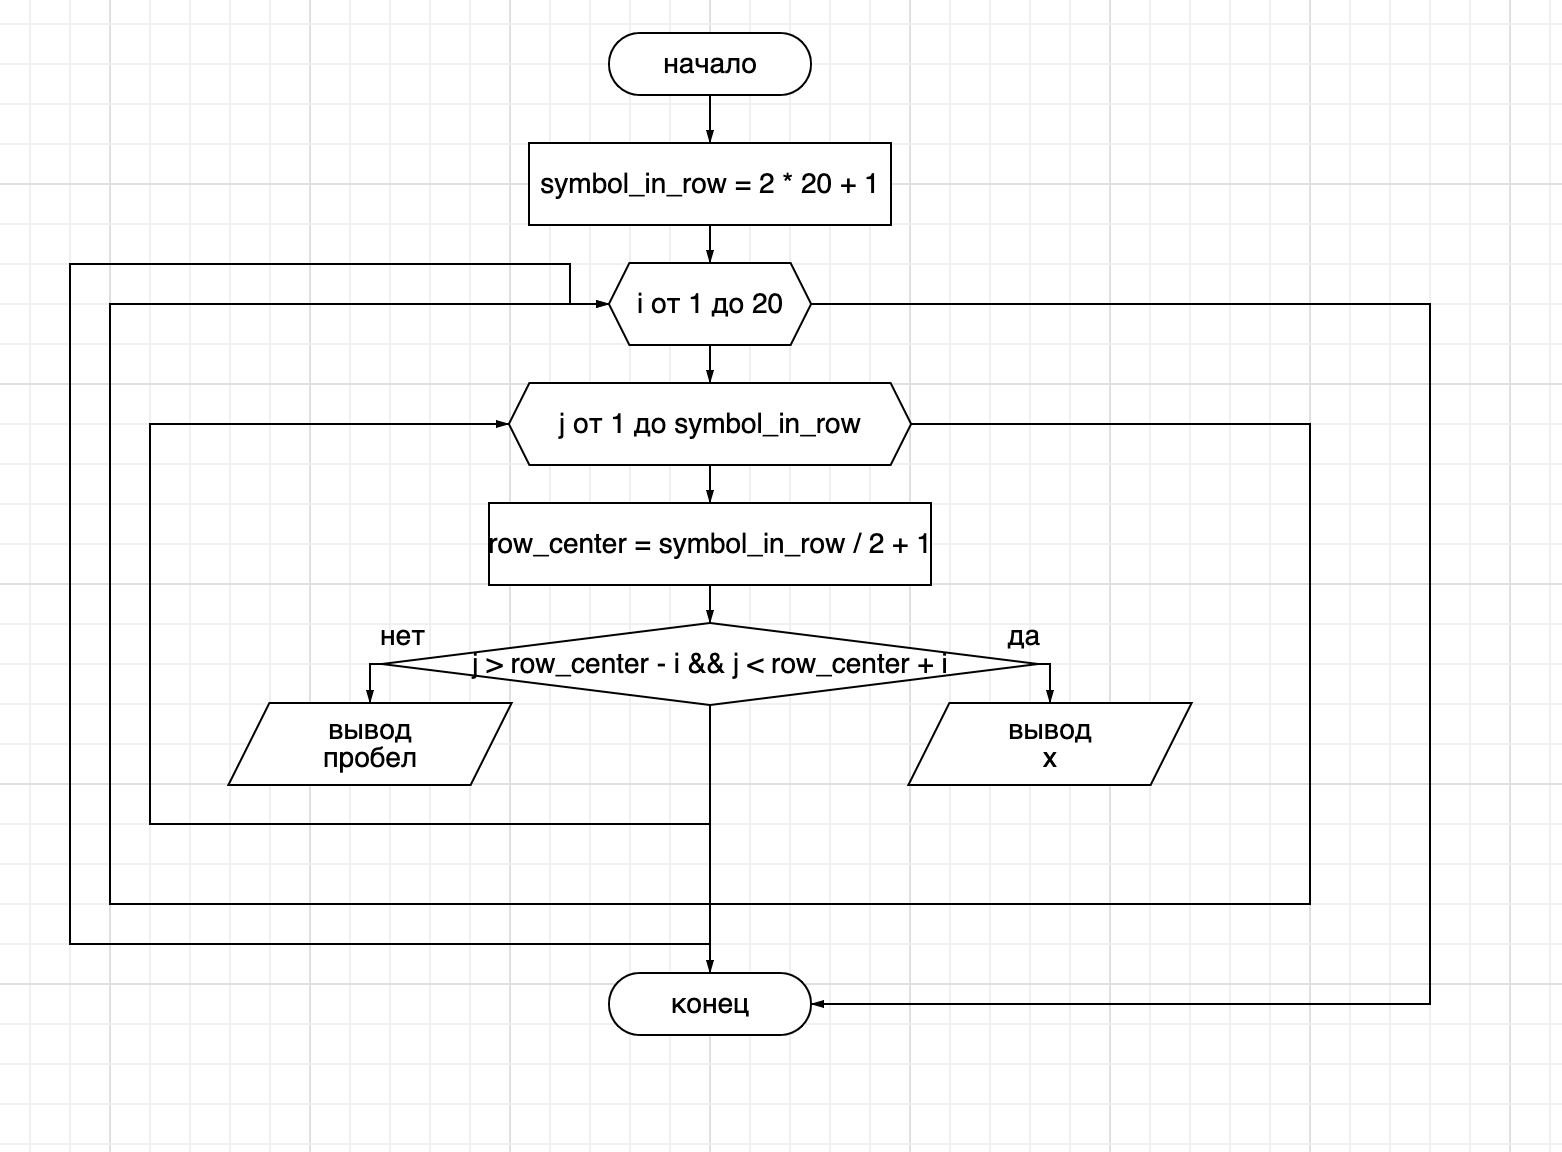 начало
symbol_in_row = 2 * 20 + 1
i от 1 до 20
j от 1 до symbol_in_row
row_center = symbol_in_row / 2 + 1
нет
да
j > row_center - i && j < row_center + i
вывод
пробел
вывод
x
конец